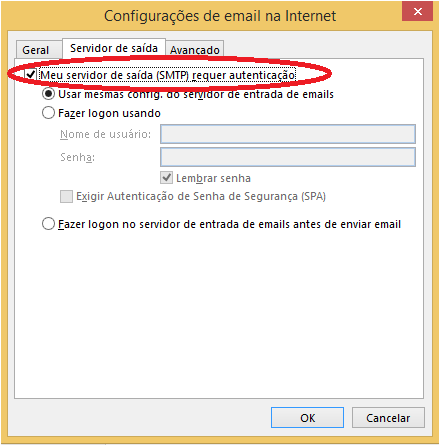 Configurações de email na Internet
Geral Servidor de saída Avançado
Meu servidor de saída (SMTP) requer autenticação
Usar mesmas config. do servidor de entrada de emails
Fazer logon usando
Nome de usuário:
Senha:
Lembrar senha
Exigir Autenticação de Senha de Segurança (SPA)
Fazer logon no servidor de entrada de emails antes de enviar email
OK Cancelar